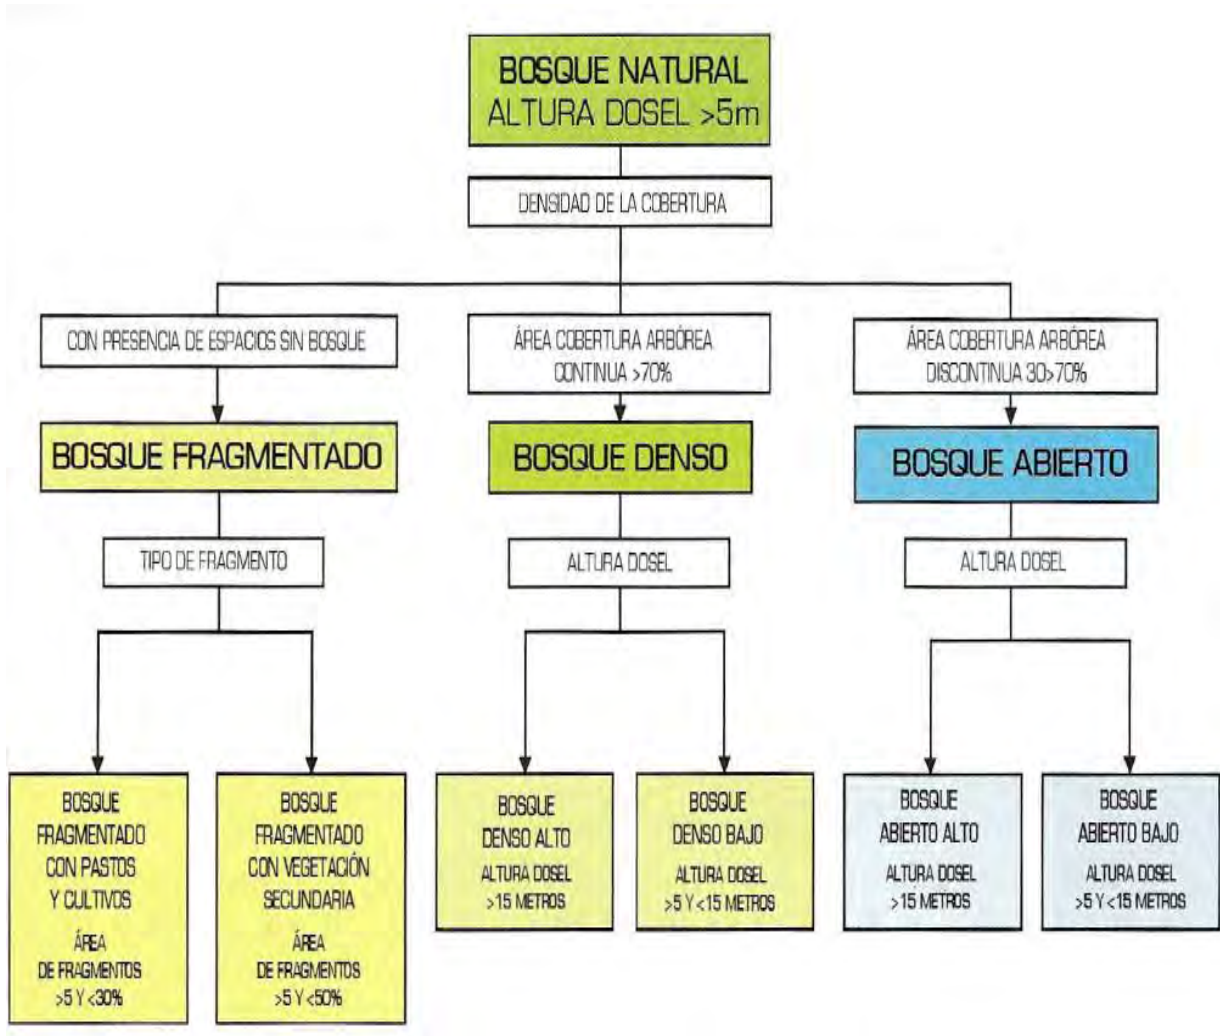 BOSQUE NATURAL
ALTURA DOSEL >5m
DENSIDAD DE LA COBERTURA
CON PRESENCIA DE ESPACIOS SIN BOSQUE
ÁREA COBERTURA ARBÓREA
CONTINUA >70%
ÁREA COBERTURA ARBÓREA
DISCONTINUA 30>70%
BOSQUE FRAGMENTADO
BOSQUE DENSO
BOSQUE ABIERTO
TIPO DE FRAGMENTO
ALTURA DOSEL
ALTURA DOSEL
BOSQUE
FRAGMENTADO
CON PASTOS
Y CULTIVOS
ÁREA
DE FRAGMENTOS
>5 Y <30%
BOSQUE
FRAGMENTADO
CON VEGETACIÓN
SECUNDARIA
ÁREA
DE FRAGMENTOS
>5 Y <50%
BOSQUE
DENSO ALTO
ALTURA DOSEL
>15 METROS
BOSQUE
DENSO BAJO
ALTURA DOSEL
>5 Y <15 METROS
BOSQUE
ABIERTO ALTO
ALTURA DOSEL
>15 METROS
BOSQUE
ABIERTO BAJO
ALTURA DOSEL
>5 Y <15 METROS